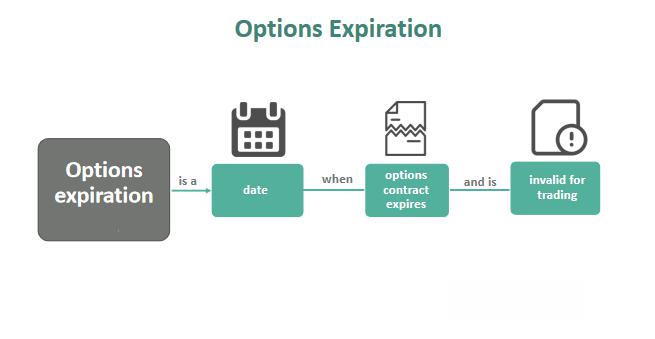 Options Expiration
Options
expiration
is a
date
when
options
contract
expires
and is
invalid for
trading